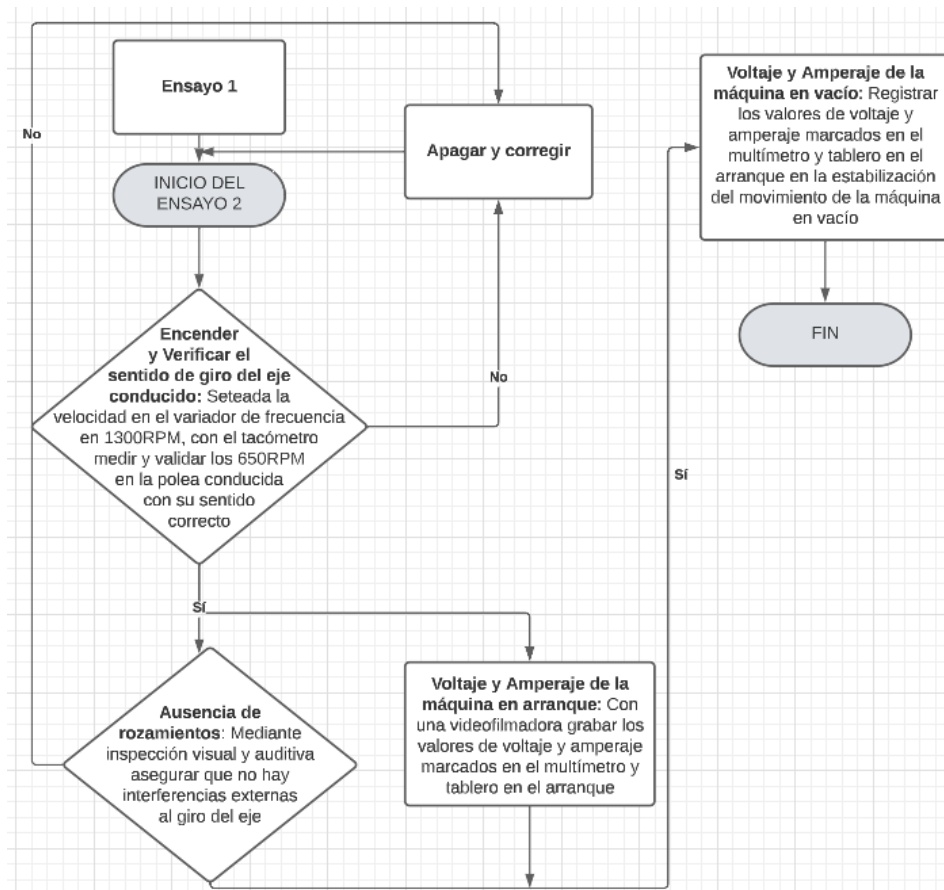 Ensayo 1
No
Apagar y corregir
INICIO DEL
ENSAYO 2
Encender
y Verificar el
sentido de giro del eje
conducido: Seteada la
velocidad en el variador de frecuencia
en 1300RPM, con el tacómetro
medir y validar los 650RPM
en la polea conducida
con su sentido
correcto
No
Sí
Ausencia de
rozamientos: Mediante
inspección visual y auditiva
asegurar que no hay
interferencias externas
al giro del eje
Voltaje y Amperaje de la
máquina en arranque: Con
una videofilmadora grabar los
valores de voltaje y amperaje
marcados en el multímetro y
tablero en el arranque
Sí
Voltaje y Amperaje de la
máquina en vacío: Registrar
los valores de voltaje y
amperaje marcados en el
multímetro y tablero en el
arranque en la estabilización
del movimiento de la máquina
en vacío
FIN